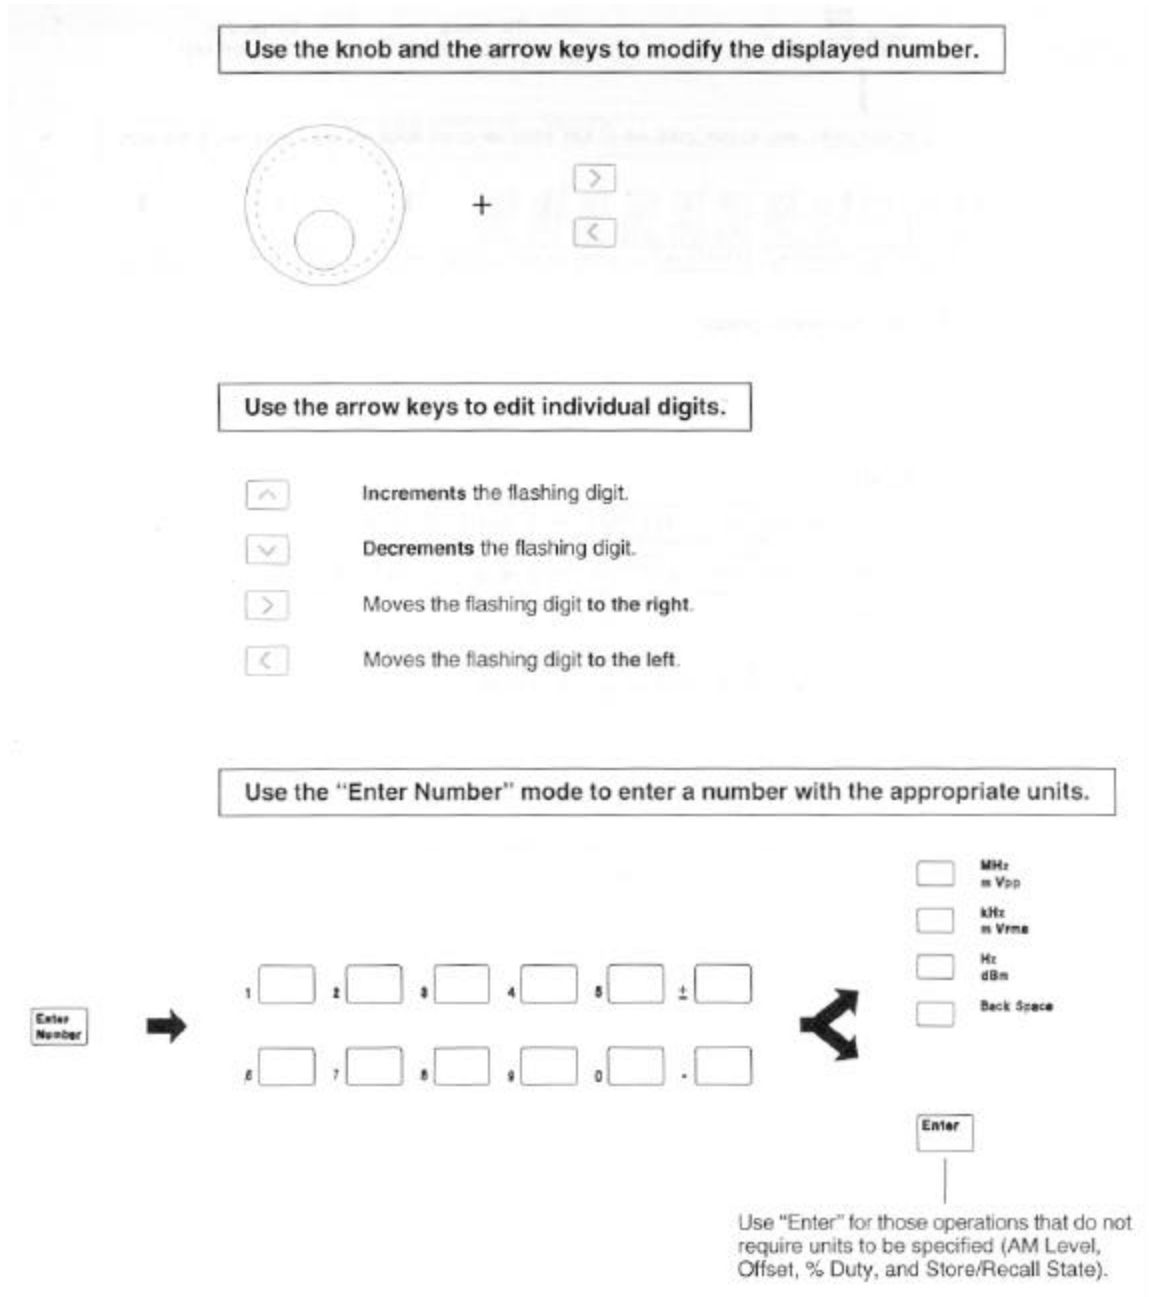 Use the knob and the arrow keys to modify the displayed number.
+
>
<
Use the arrow keys to edit individual digits.
Increments the flashing digit.
Decrements the flashing digit.
> Moves the flashing digit to the right.
< Moves the flashing digit to the left.
Use the “Enter Number” mode to enter a number with the appropriate units.
MHz
m Vpp
kHz
m Vrms
Hz
dBm
Back Space
Enter
Number
1 2 3 4 5 ±
6 7 8 9 0 .
Enter
Use “Enter” for those operations that do not
require units to be specified (AM Level,
Offset, % Duty, and Store/Recall State).